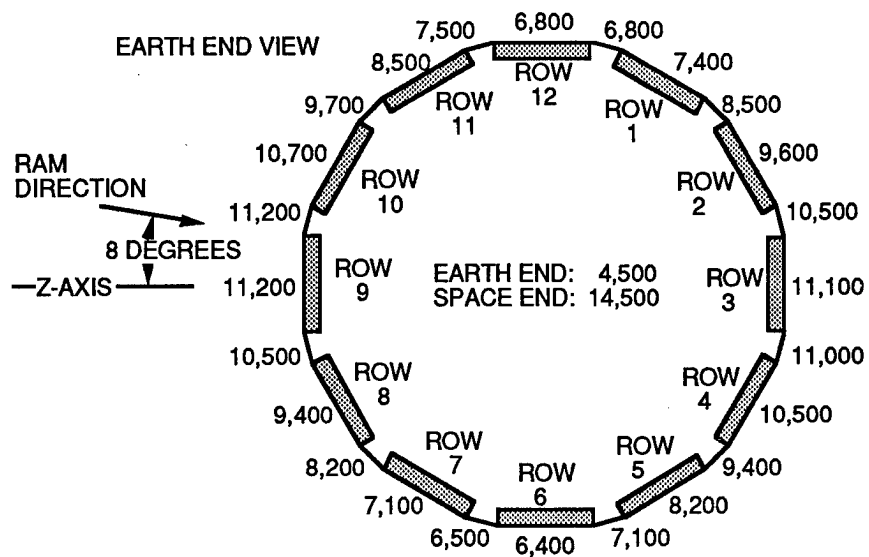 EARTH END VIEW
7,500
6,800
6,800
8,500
7,400
ROW
12
ROW
11
ROW
1
9,700
8,500
10,700
9,600
RAM
DIRECTION
ROW
10
ROW
2
11,200
10,500
8 DEGREES
Z-AXIS
11,200
ROW
9
EARTH END: 4,500
SPACE END: 14,500
ROW
3
11,100
10,500
11,000
ROW
8
ROW
4
9,400
10,500
ROW
7
ROW
6
ROW
5
8,200
9,400
7,100
8,200
6,500
6,400
7,100